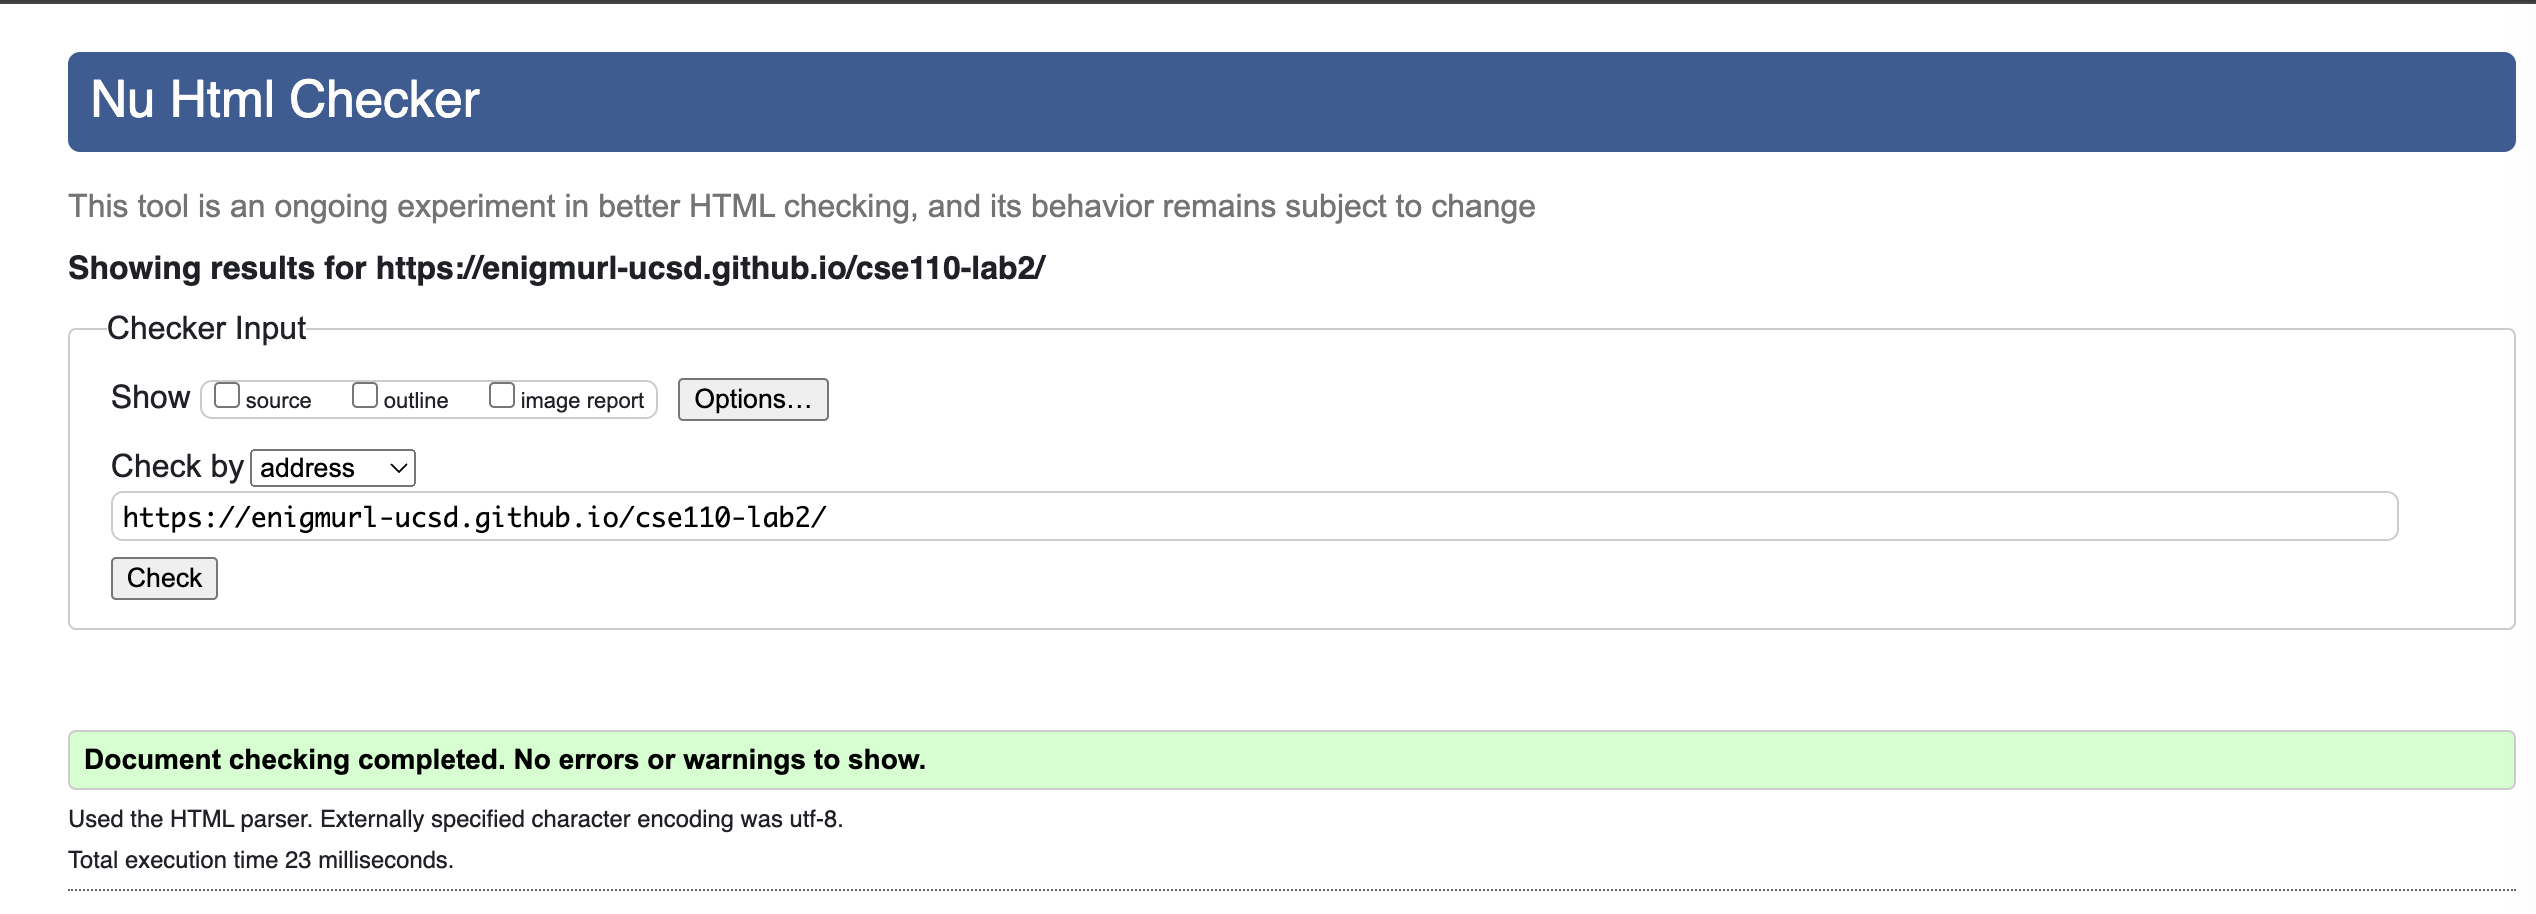 Nu Html Checker
This tool is an ongoing experiment in better HTML checking, and its behavior remains subject to change
Showing results for https://enigmurl-ucsd.github.io/cse110-lab2/
Checker Input
Show source outline image report Options...
Check by address
https://enigmurl-ucsd.github.io/cse110-lab2/
Check
Document checking completed. No errors or warnings to show.
Used the HTML parser. Externally specified character encoding was utf-8.
Total execution time 23 milliseconds.